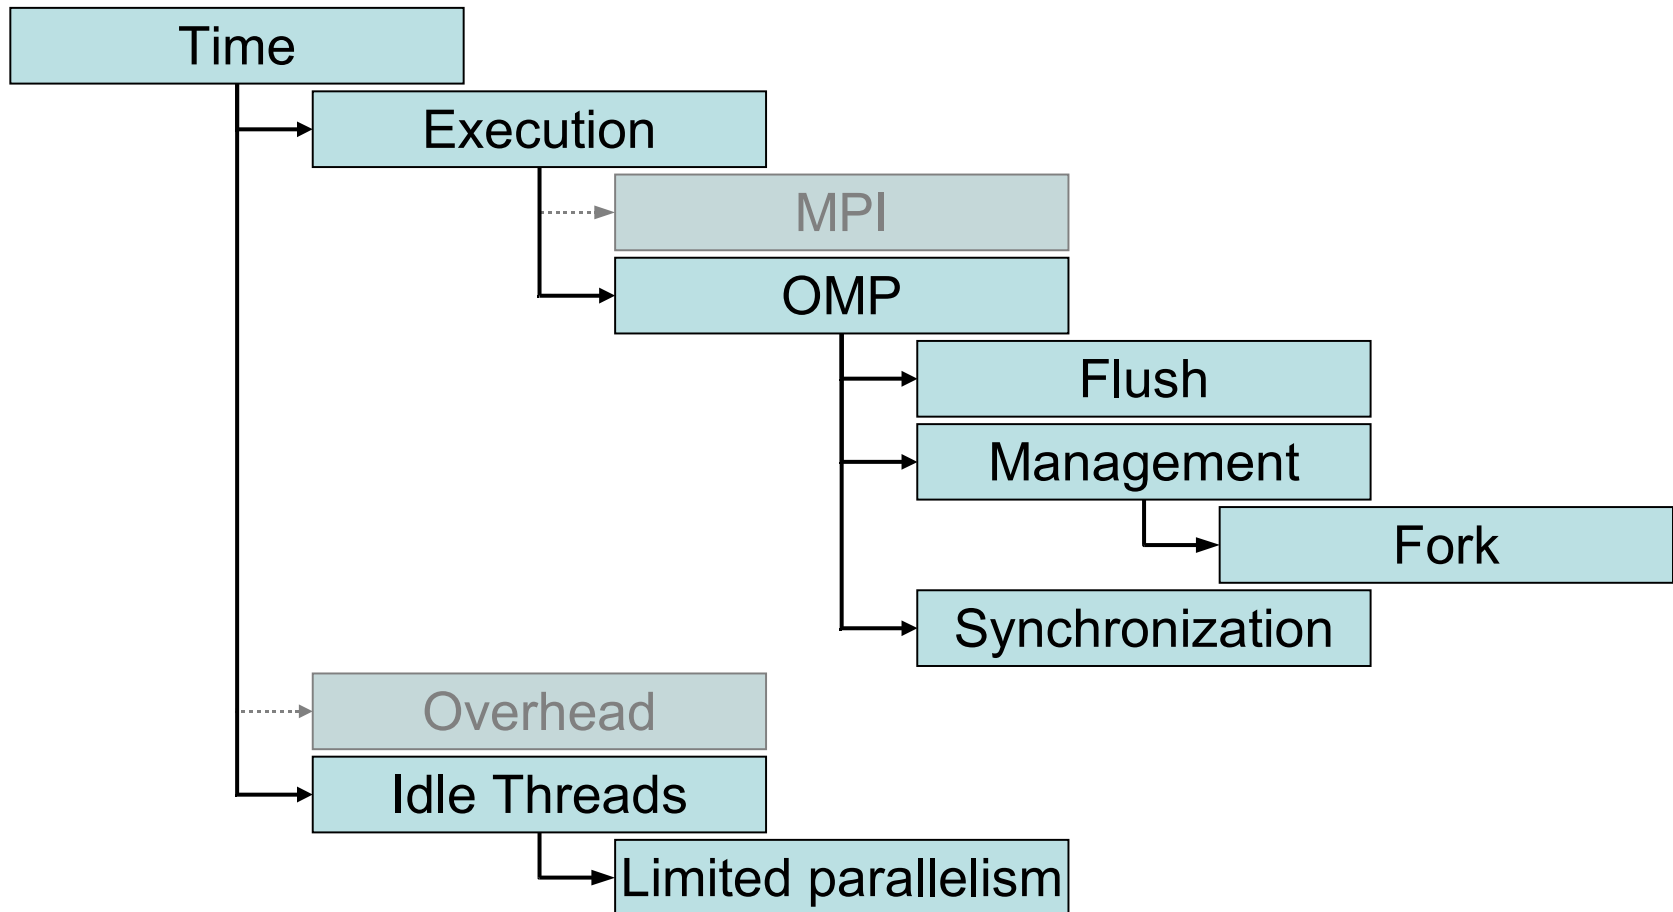 Time
Execution
MPI
OMP
Flush
Management
Fork
Synchronization
Overhead
Idle Threads
Limited parallelism